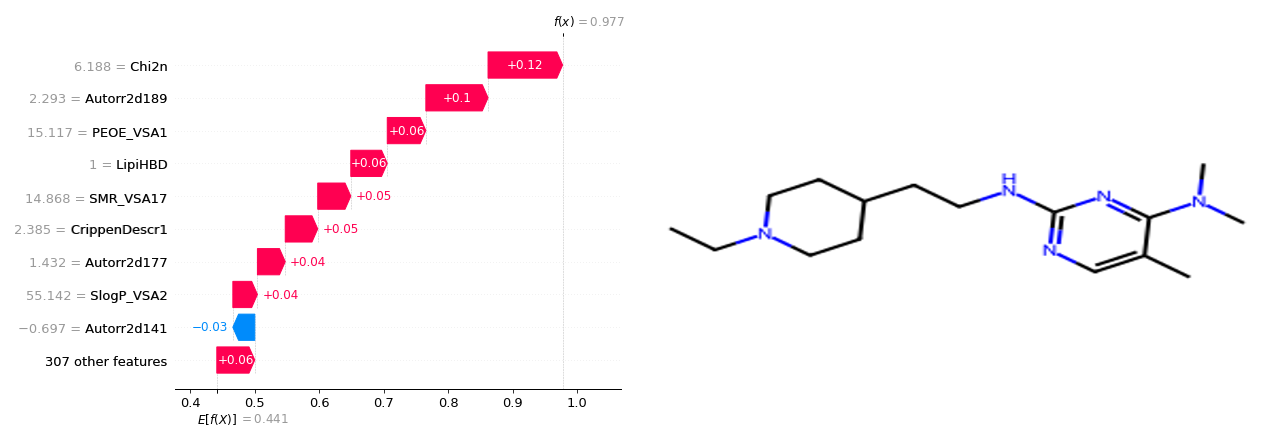 f(x) = 0.977
6.188 = Chi2n
+0.12
2.293 = Autorr2d189
+0.1
15.117 = PEOE_VSA1
+0.06
1 = LipiHBD
+0.06
14.868 = SMR_VSA17
+0.05
2.385 = CrippenDescr1
+0.05
1.432 = Autorr2d177
+0.04
55.142 = SlogP_VSA2
+0.04
−0.697 = Autorr2d141
−0.03
307 other features
+0.06
0.4 0.5 0.6 0.7 0.8 0.9 1.0
E[f(X)] = 0.441
H
N
N
N
N
N